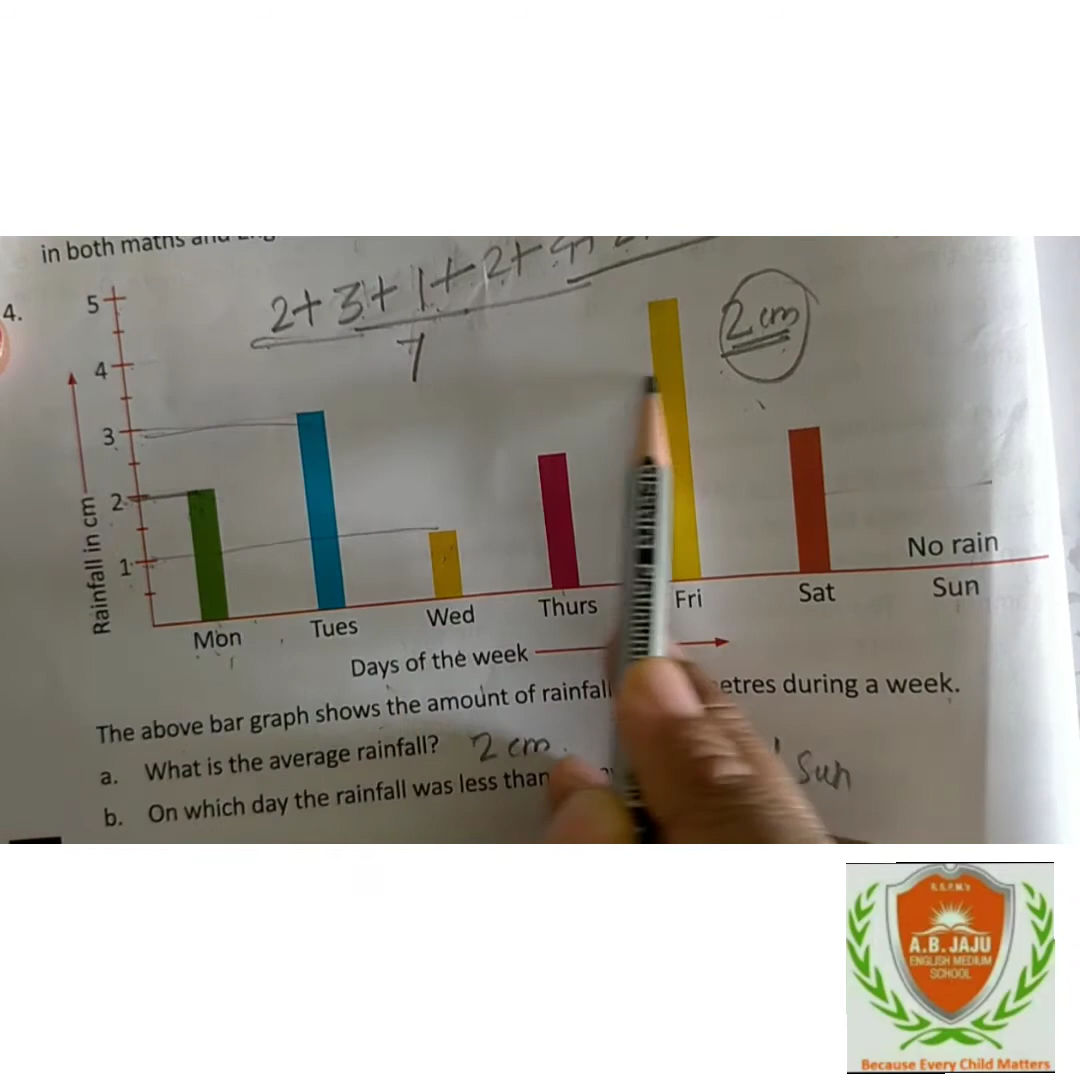 in both maths
4.
2+3+1+2+4+
7
2 cm
5
4
3
2
1
Rainfall in cm
No rain
Mon Tues Wed Thurs Fri Sat Sun
Days of the week
The above bar graph shows the amount of rainfall etres during a week.
a. What is the average rainfall? 2 cm.
b. On which day the rainfall was less than Sun
A.B. JAJU
ENGLISH MEDIUM
SCHOOL
Because Every Child Matters